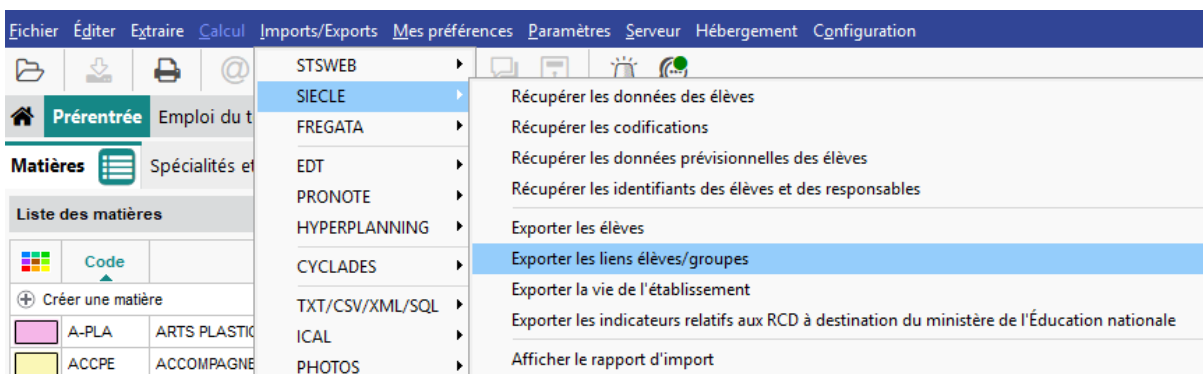 Fichier Éditer Extraire Calcul Imports/Exports Mes préférences Paramètres Serveur Hébergement Configuration
@
STSWEB
SIECLE
FREGATA
EDT
PRONOTE
HYPERPLANNING
CYCLADES
TXT/CSV/XML/SQL
ICAL
PHOTOS
Récupérer les données des élèves
Récupérer les codifications
Récupérer les données prévisionnelles des élèves
Récupérer les identifiants des élèves et des responsables
Exporter les élèves
Exporter les liens élèves/groupes
Exporter la vie de l'établissement
Exporter les indicateurs relatifs aux RCD à destination du ministère de l'Éducation nationale
Afficher le rapport d'import
Prérentrée Emploi du t
Matières Spécialités et
Liste des matières
Code
Créer une matière
A-PLA ARTS PLASTIC
ACCPE ACCOMPAGNE